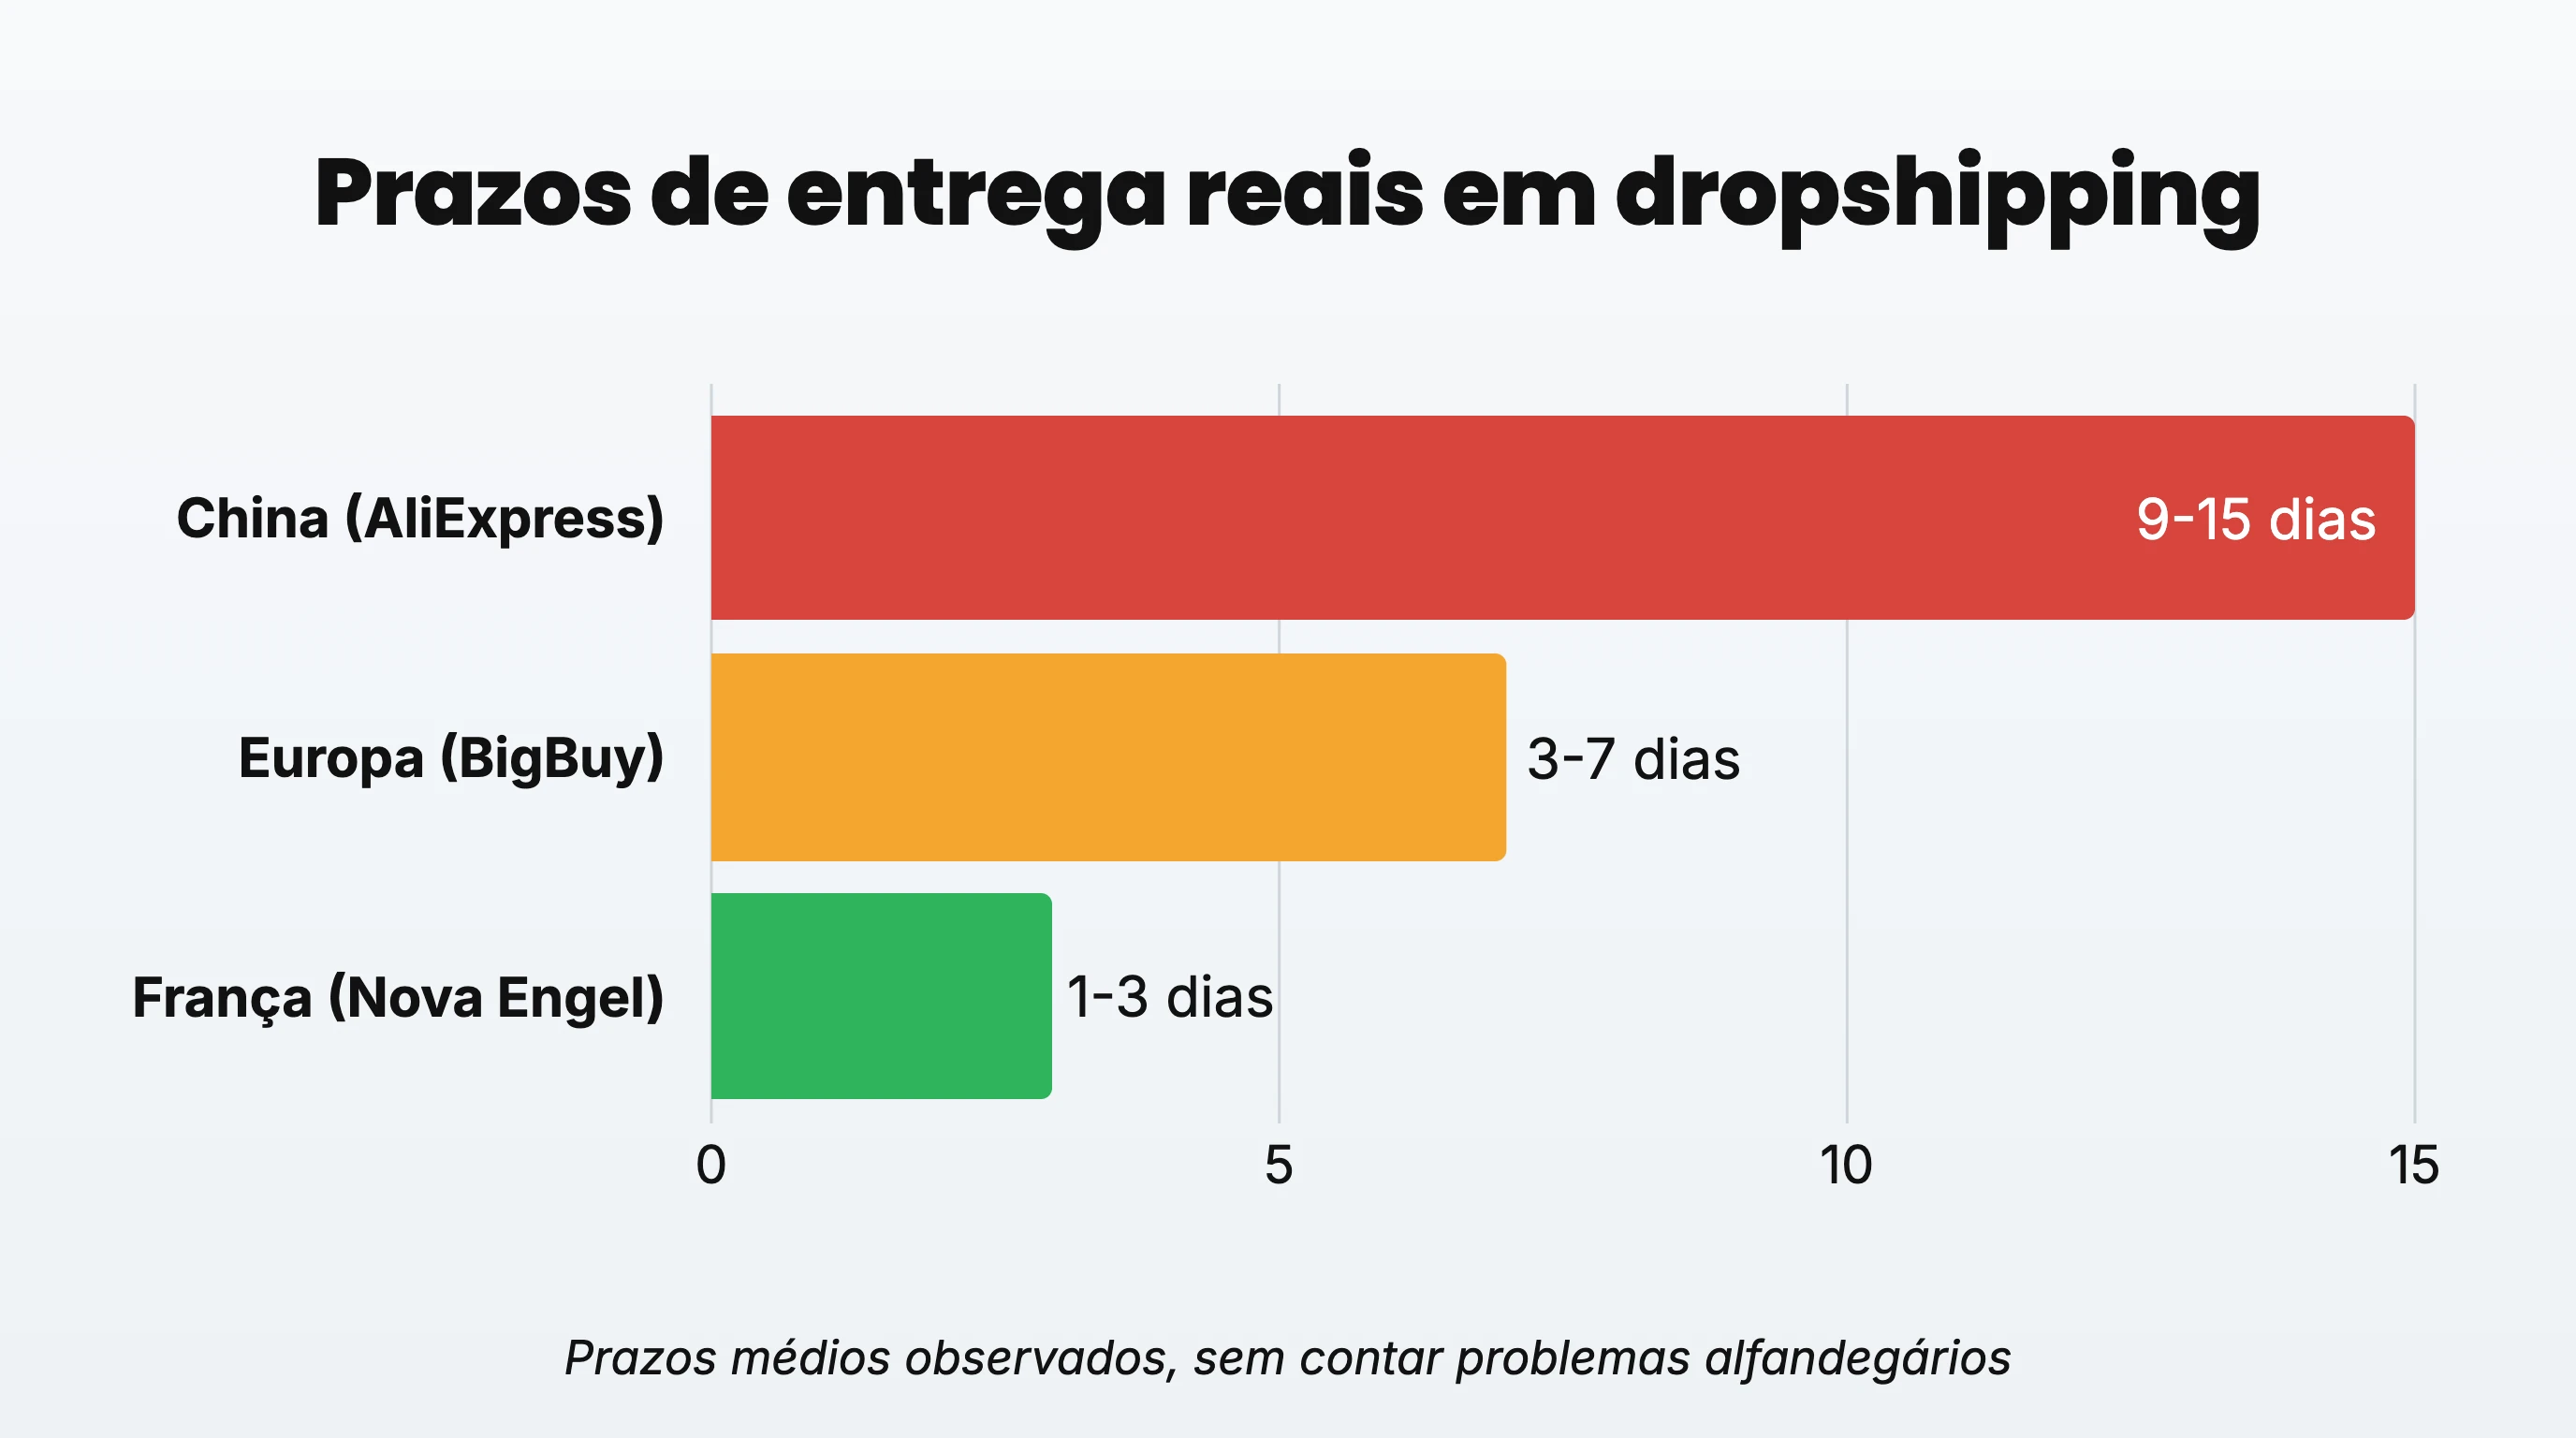 Prazos de entrega reais em dropshipping
China (AliExpress)
9-15 dias
Europa (BigBuy)
3-7 dias
França (Nova Engel)
1-3 dias
0
5
10
15
Prazos médios observados, sem contar problemas alfandegários